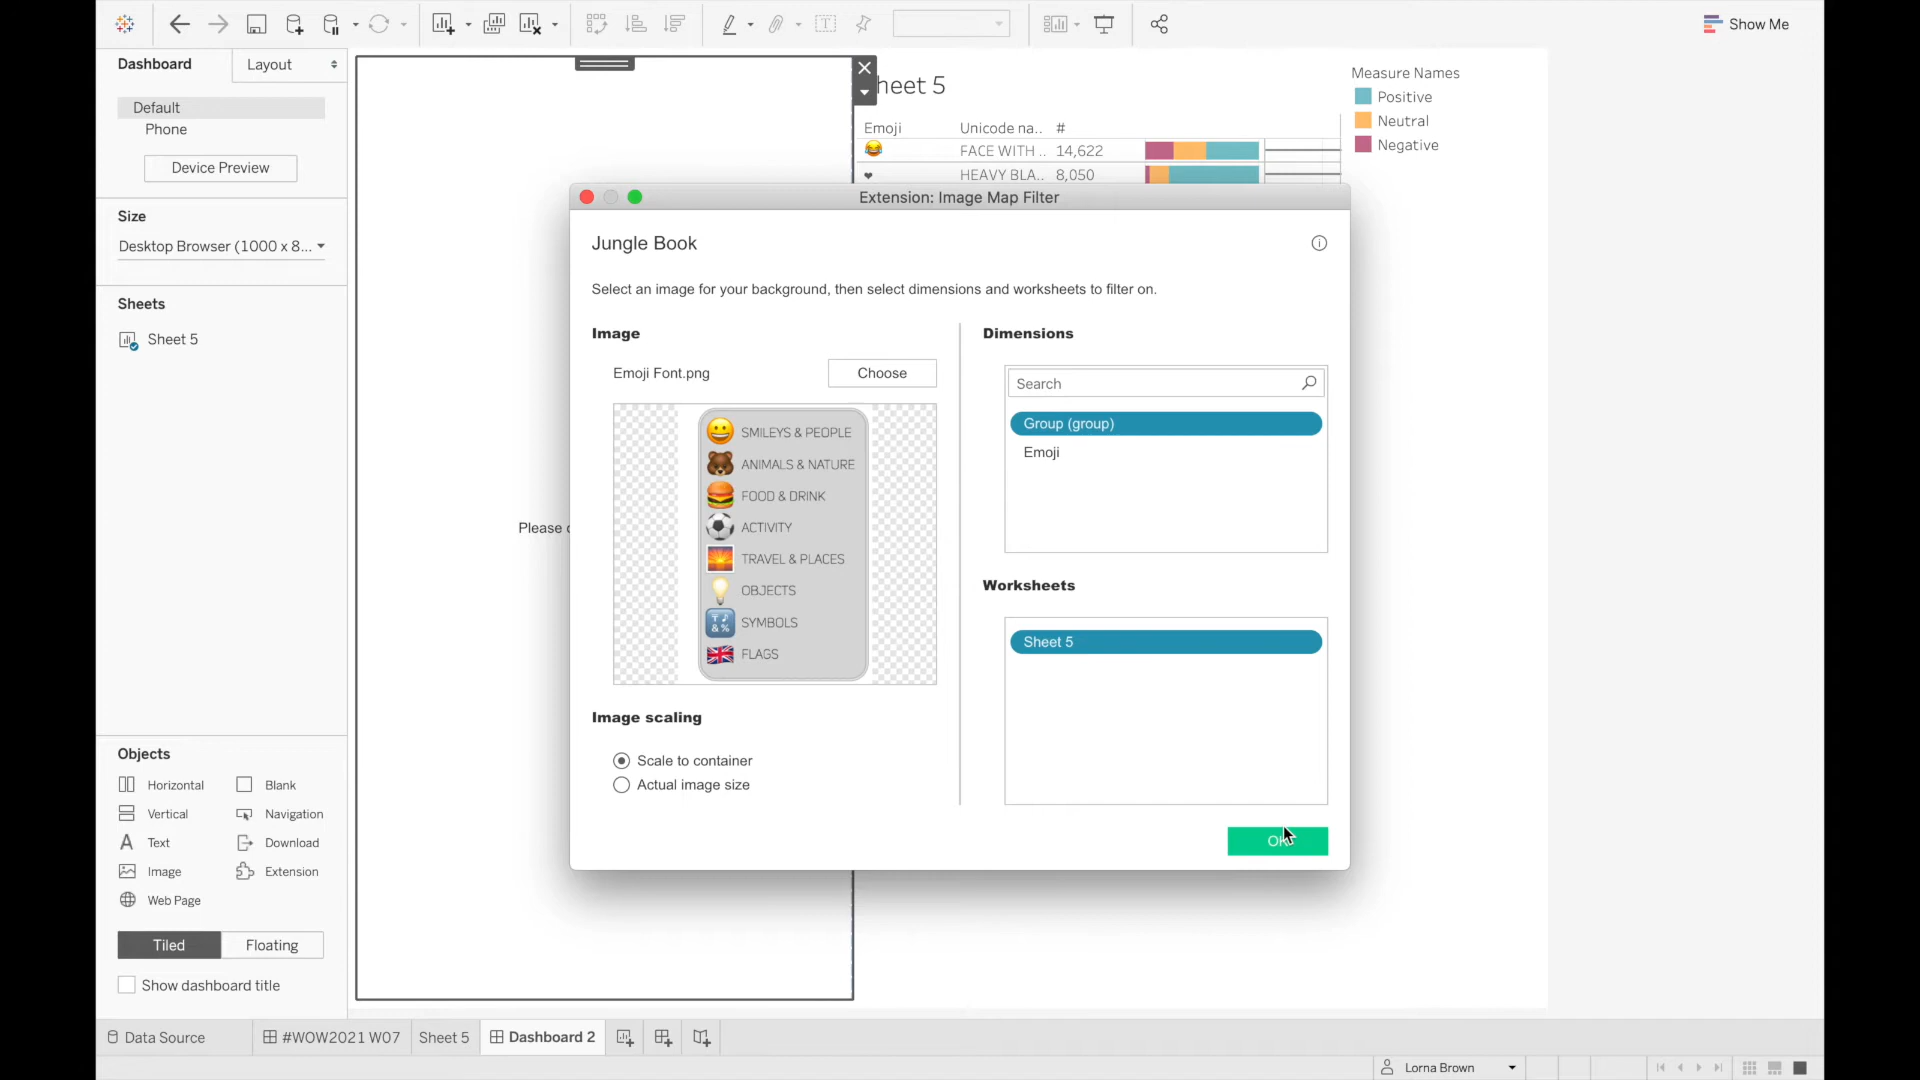 Show Me
Dashboard
Layout
Default
Phone
Device Preview
Size
Desktop Browser (1000 x 8...
Sheets
Sheet 5
Objects
Horizontal
Blank
Vertical
Navigation
Text
Download
Image
Extension
Web Page
Tiled
Floating
Show dashboard title
heet 5
Emoji Unicode na.. #
FACE WITH .. 14,622
HEAVY BLA.. 8,050
Measure Names
Positive
Neutral
Negative
Please
Extension: Image Map Filter
Jungle Book
Select an image for your background, then select dimensions and worksheets to filter on.
Image
Emoji Font.png
Choose
SMILEYS & PEOPLE
ANIMALS & NATURE
FOOD & DRINK
ACTIVITY
TRAVEL & PLACES
OBJECTS
SYMBOLS
FLAGS
Image scaling
Scale to container
Actual image size
Dimensions
Search
Group (group)
Emoji
Worksheets
Sheet 5
OK
Data Source
#WOW2021 W07
Sheet 5
Dashboard 2
Lorna Brown